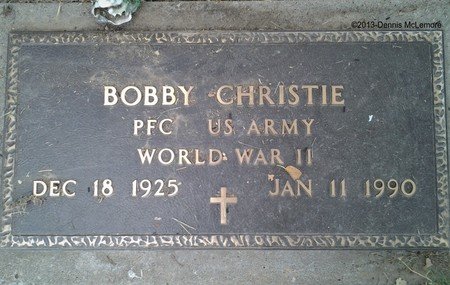 ©2013-Dennis McLemore
BOBBY CHRISTIE
PFC US ARMY
WORLD WAR II
DEC 18 1925 JAN 11 1990